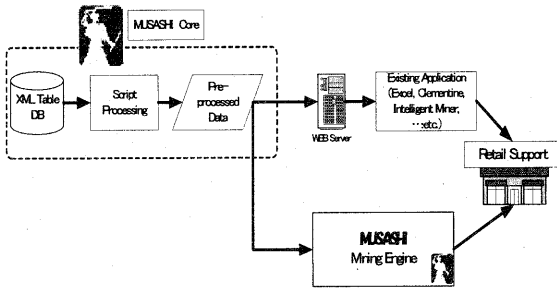 MUSASHI Core
XML Table
DB
Script
Processing
Pre-
processed
Data
WEB Server
Existing Application
(Excel, Clementine,
Intelligent Miner,
…etc.)
Retail Support
MUSASHI
Mining Engine